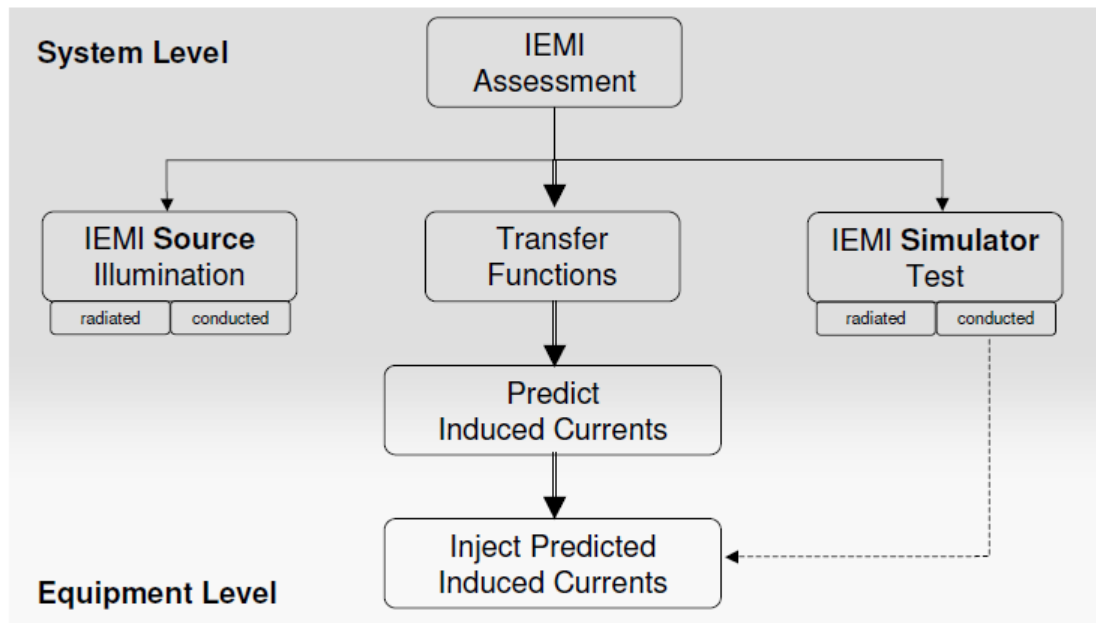 System Level
IEMI
Assessment
IEMI Source
Illumination
radiated
conducted
Transfer
Functions
IEMI Simulator
Test
radiated
conducted
Predict
Induced Currents
Inject Predicted
Induced Currents
Equipment Level